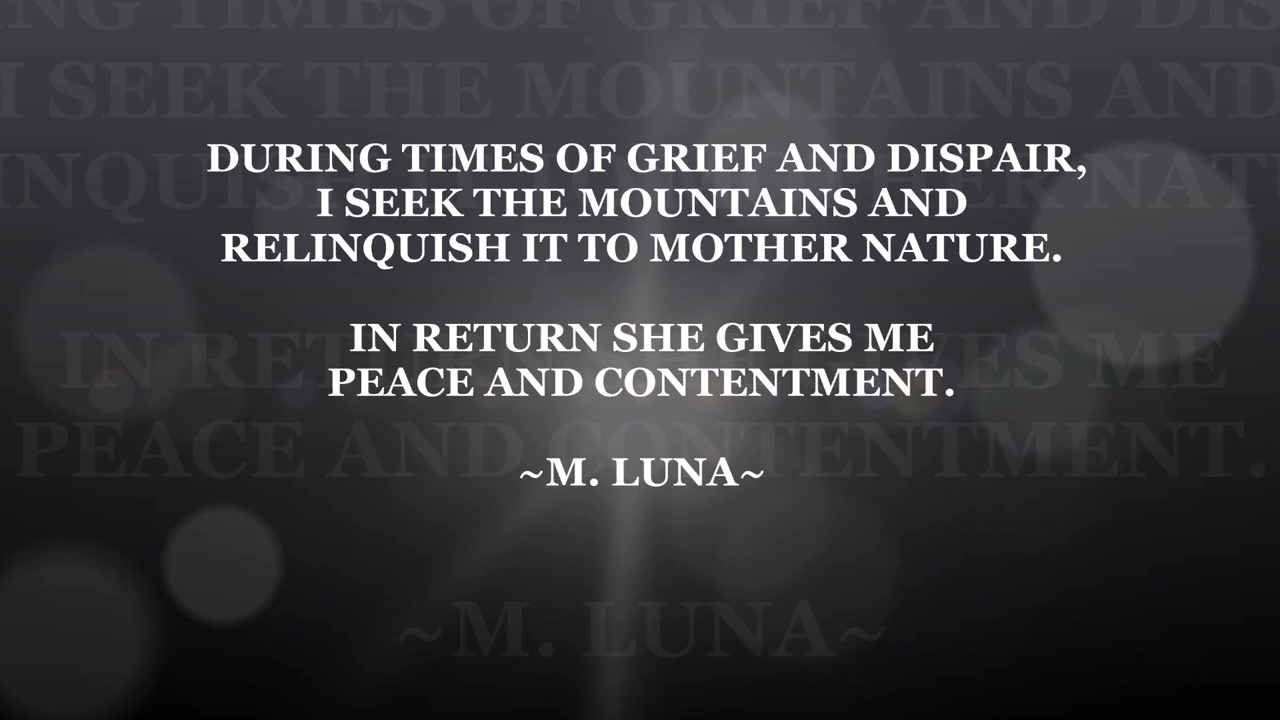 DURING TIMES OF GRIEF AND DISPAIR,
I SEEK THE MOUNTAINS AND
RELINQUISH IT TO MOTHER NATURE.
IN RETURN SHE GIVES ME
PEACE AND CONTENTMENT.
~M. LUNA~